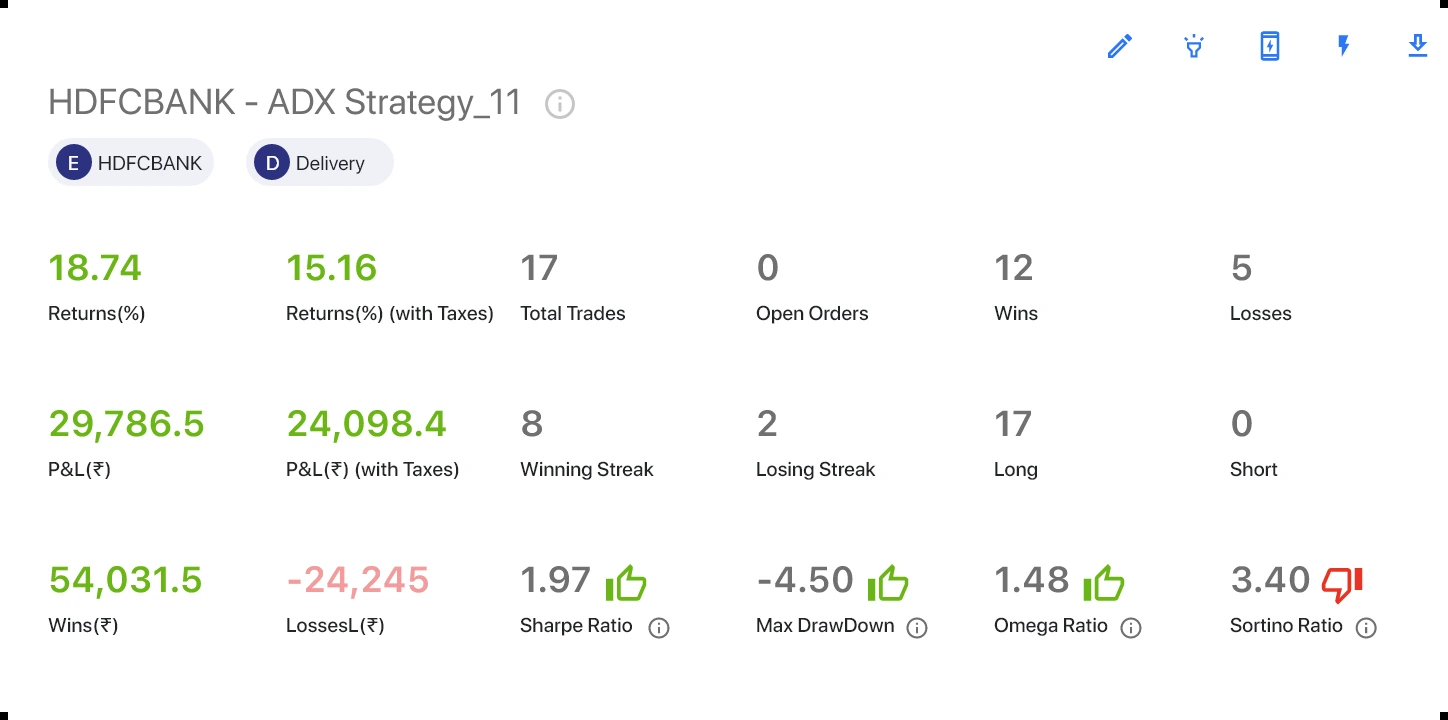 HDFCBANK - ADX Strategy_11
E HDFCBANK D Delivery
18.74 15.16 17 0 12 5
Returns(%) Returns(%) (with Taxes) Total Trades Open Orders Wins Losses
29,786.5 24,098.4 8 2 17 0
P&L(₹) P&L(₹) (with Taxes) Winning Streak Losing Streak Long Short
54,031.5 -24,245 1.97 -4.50 1.48 3.40
Wins(₹) LossesL(₹) Sharpe Ratio Max DrawDown Omega Ratio Sortino Ratio